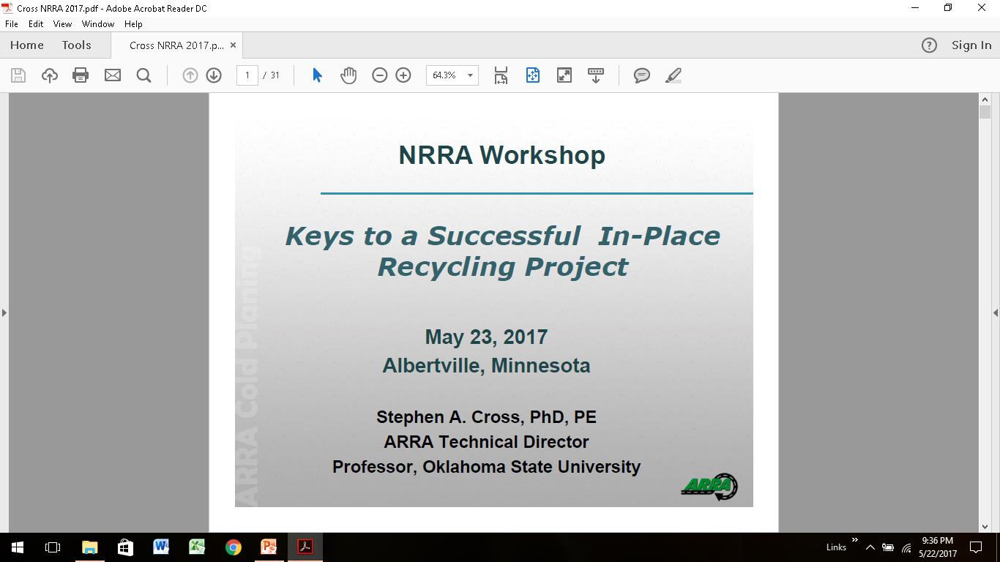 Cross NRRA 2017.pdf - Adobe Acrobat Reader DC
File Edit View Window Help
Home Tools Cross NRRA 2017.p... × Sign In
1 / 31 64.3%
NRRA Workshop
Keys to a Successful In-Place
Recycling Project
May 23, 2017
Albertville, Minnesota
Stephen A. Cross, PhD, PE
ARRA Technical Director
Professor, Oklahoma State University
ARRA Cold Planing
ARRA
Links » 9:36 PM
5/22/2017